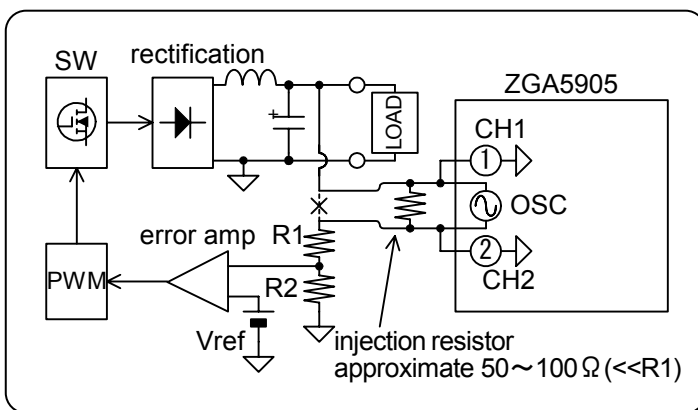 rectification
SW
ZGA5905
LOAD
CH1
1
OSC
2
CH2
error amp
R1
PWM
R2
Vref
injection resistor
approximate 50~100Ω(<<R1)